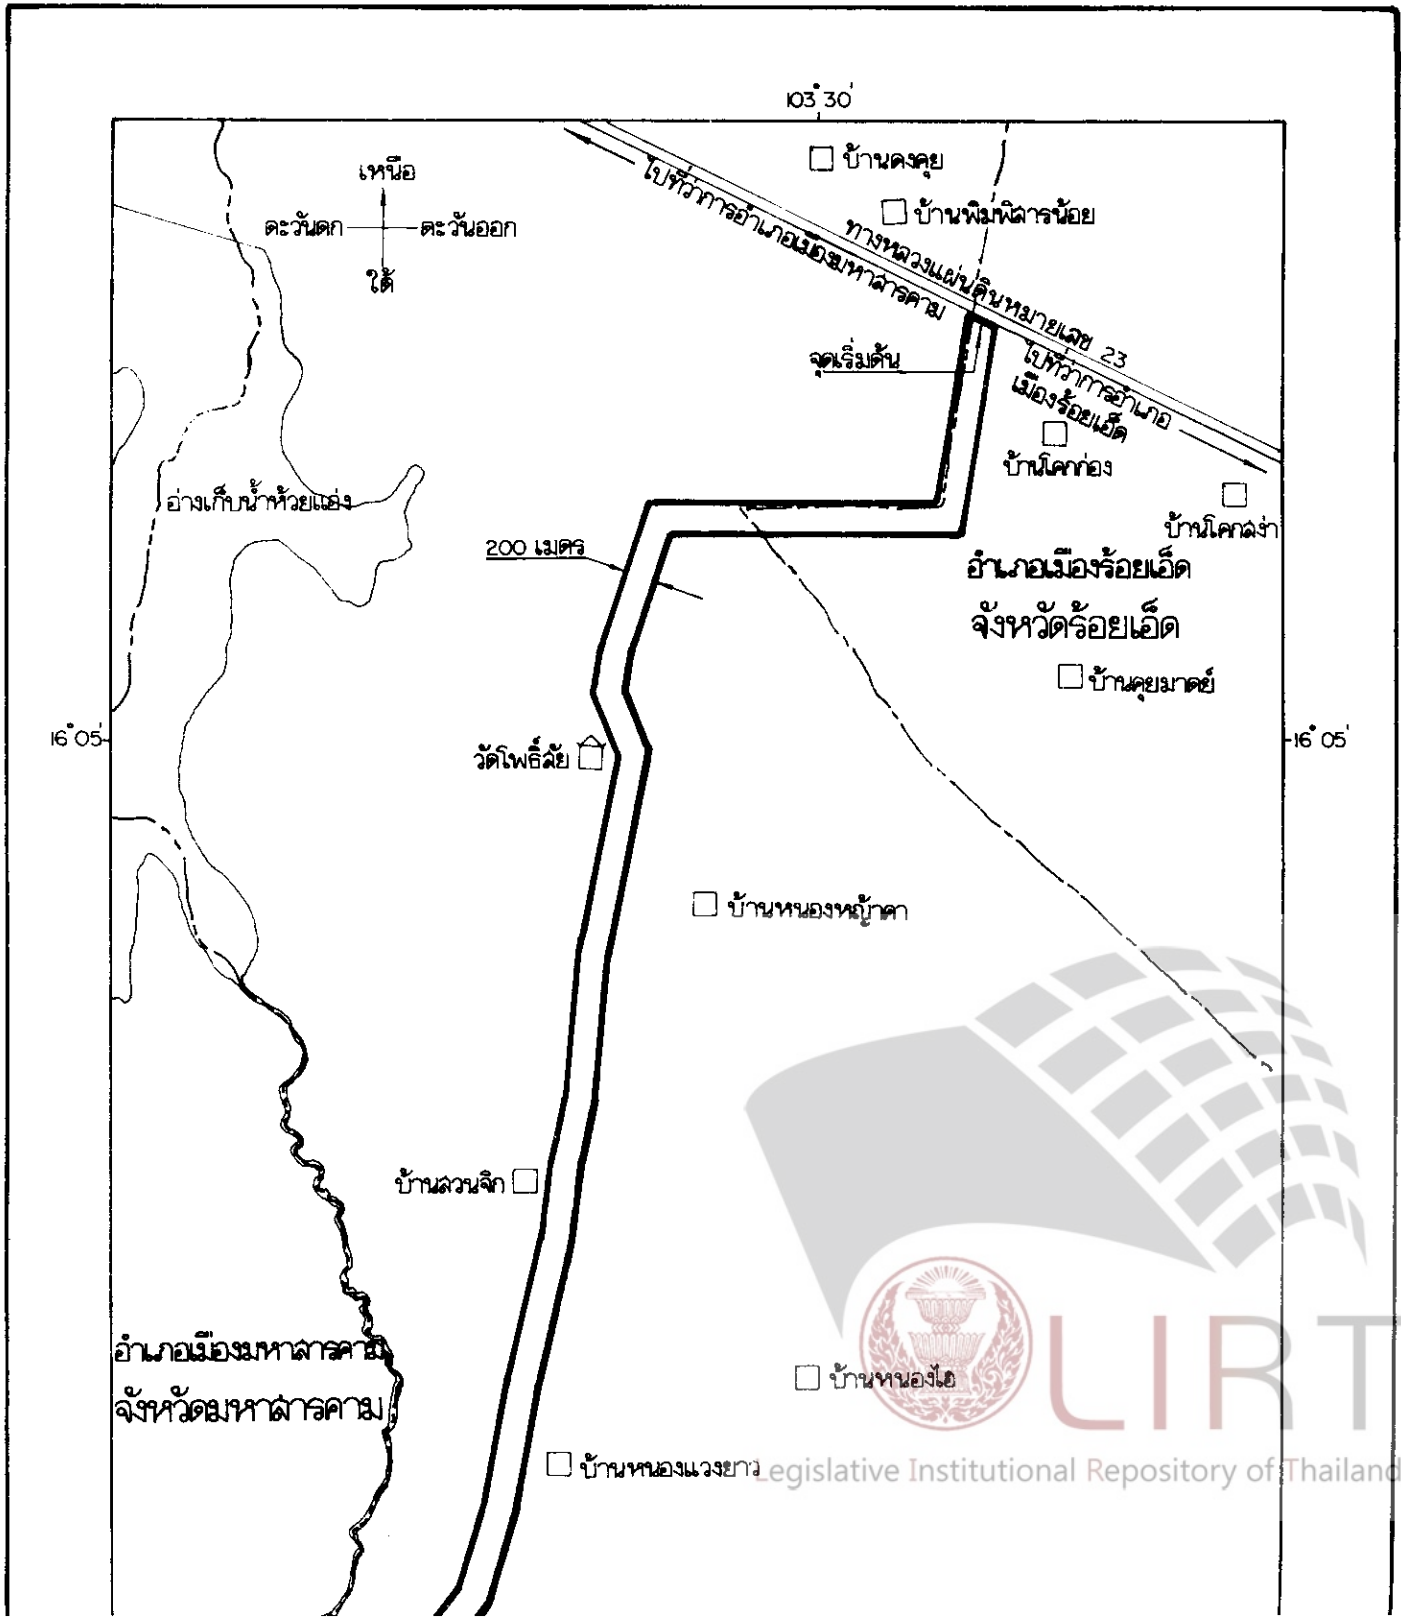 103° 30'
เหนือ
ตะวันตก
ตะวันออก
ใต้
บ้านดงคุย
บ้านพิมพิสารน้อย
ไปที่ว่าการอำเภอเมืองมหาสารคาม
ทางหลวงแผ่นดินหมายเลข 23
จุดเริ่มต้น
ไปที่ว่าการอำเภอ
เมืองร้อยเอ็ด
บ้านโคกก่อง
อ่างเก็บน้ำห้วยแอ่ง
บ้านโคกสง่า
200 เมตร
อำเภอเมืองร้อยเอ็ด
จังหวัดร้อยเอ็ด
บ้านคุยมาตย์
16° 05'
16° 05'
วัดโพธิ์สัย
บ้านหนองหญ้าคา
บ้านสวนจิก
อำเภอเมืองมหาสารคาม
จังหวัดมหาสารคาม
บ้านหนองไฮ
บ้านหนองแวงยาว
LIRT
Legislative Institutional Repository of Thailand